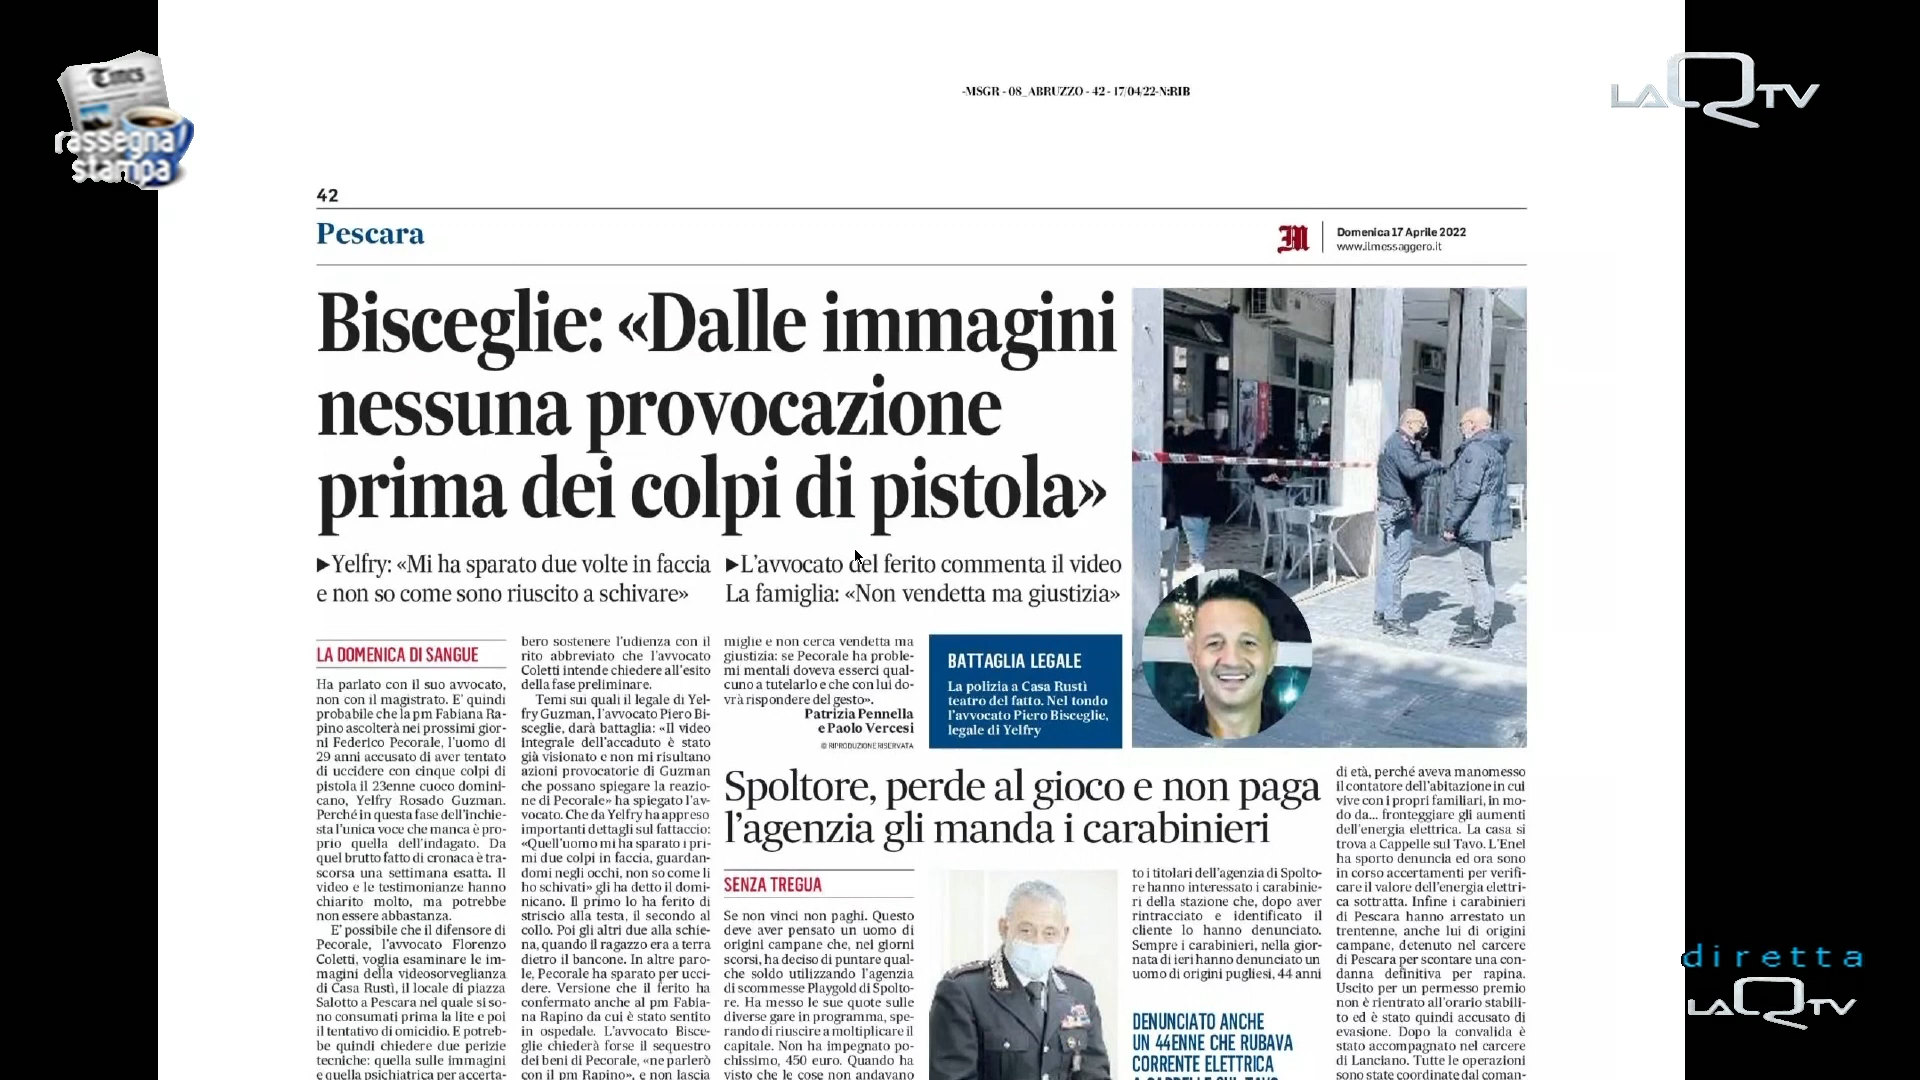 Times
rassegna
stampa
LAQTV
-MSGR - 08_ABRUZZO - 42 - 17/04/22-N:RIB
42
Pescara
Domenica 17 Aprile 2022
www.ilmessaggero.it
Bisceglie: «Dalle immagini
nessuna provocazione
prima dei colpi di pistola»
►Yelfry: «Mi ha sparato due volte in faccia
e non so come sono riuscito a schivare»
►L'avvocato del ferito commenta il video
La famiglia: «Non vendetta ma giustizia»
LA DOMENICA DI SANGUE
Ha parlato con il suo avvocato,
non con il magistrato. E' quindi
probabile che la pm Fabiana Ra-
pino ascolterà nei prossimi gior-
ni Federico Pecorale, l'uomo di
29 anni accusato di aver tentato
di uccidere con cinque colpi di
pistola il 23enne cuoco domini-
cano, Yelfry Rosado Guzman.
Perché in questa fase dell'inchie-
sta l'unica voce che manca è pro-
prio quella dell'indagato. Da
quel brutto fatto di cronaca è tra-
scorsa una settimana esatta. Il
video e le testimonianze hanno
chiarito molto, ma potrebbe
non essere abbastanza.
E' possibile che il difensore di
Pecorale, l'avvocato Florenzo
Coletti, voglia esaminare le im-
magini della videosorveglianza
di Casa Rustì, il locale di piazza
Salotto a Pescara nel quale si so-
no consumati prima la lite e poi
il tentativo di omicidio. E potreb-
be quindi chiedere due perizie
tecniche: quella sulle immagini
e quella psichiatrica per accerta-
bero sostenere l'udienza con il
rito abbreviato che l'avvocato
Coletti intende chiedere all'esito
della fase preliminare.
Temi sui quali il legale di Yel-
fry Guzman, l'avvocato Piero Bi-
sceglie, darà battaglia: «Il video
integrale dell'accaduto è stato
già visionato e non mi risultano
azioni provocatorie di Guzman
che possano spiegare la reazio-
ne di Pecorale» ha spiegato l'av-
vocato. Che da Yelfry ha appreso
importanti dettagli sul fattaccio:
«Quell'uomo mi ha sparato i pri-
mi due colpi in faccia, guardan-
domi negli occhi, non so come li
ho schivati» gli ha detto il domi-
nicano. Il primo lo ha ferito di
striscio alla testa, il secondo al
collo. Poi gli altri due alla schie-
na, quando il ragazzo era a terra
dietro il bancone. In altre paro-
le, Pecorale ha sparato per ucci-
dere. Versione che il ferito ha
confermato anche al pm Fabia-
na Rapino da cui è stato sentito
in ospedale. L'avvocato Bisce-
glie chiederà forse il sequestro
dei beni di Pecorale, «ne parlerò
con il pm Rapino», e non lascia
miglie e non cerca vendetta ma
giustizia: se Pecorale ha proble-
mi mentali doveva esserci qual-
cuno a tutelarlo e che con lui do-
vrà rispondere del gesto».
Patrizia Pennella
e Paolo Vercesi
© RIPRODUZIONE RISERVATA
BATTAGLIA LEGALE
La polizia a Casa Rustì
teatro del fatto. Nel tondo
l'avvocato Piero Bisceglie,
legale di Yelfry
Spoltore, perde al gioco e non paga
l'agenzia gli manda i carabinieri
SENZA TREGUA
Se non vinci non paghi. Questo
deve aver pensato un uomo di
origini campane che, nei giorni
scorsi, ha deciso di puntare qual-
che soldo utilizzando l'agenzia
di scommesse Playgold di Spolto-
re. Ha messo le sue quote sulle
diverse gare in programma, spe-
rando di riuscire a moltiplicare il
capitale. Non ha impegnato po-
chissimo, 450 euro. Quando ha
visto che le cose non andavano
to i titolari dell'agenzia di Spolto-
re hanno interessato i carabinie-
ri della stazione che, dopo aver
rintracciato e identificato il
cliente lo hanno denunciato.
Sempre i carabinieri, nella gior-
nata di ieri hanno denunciato un
uomo di origini pugliesi, 44 anni
DENUNCIATO ANCHE
UN 44ENNE CHE RUBAVA
CORRENTE ELETTRICA
A CAPPELLE SUL TAVO
di età, perché aveva manomesso
il contatore dell'abitazione in cui
vive con i propri familiari, in mo-
do da... fronteggiare gli aumenti
dell'energia elettrica. La casa si
trova a Cappelle sul Tavo. L'Enel
ha sporto denuncia ed ora sono
in corso accertamenti per verifi-
care il valore dell'energia elettri-
ca sottratta. Infine i carabinieri
di Pescara hanno arrestato un
trentenne, anche lui di origini
campane, detenuto nel carcere
di Pescara per scontare una con-
danna definitiva per rapina.
Uscito per un permesso premio
non è rientrato all'orario stabili-
to ed è stato quindi accusato di
evasione. Dopo la convalida è
stato accompagnato nel carcere
di Lanciano. Tutte le operazioni
sono state coordinate dal coman-
diretta
LAQTV